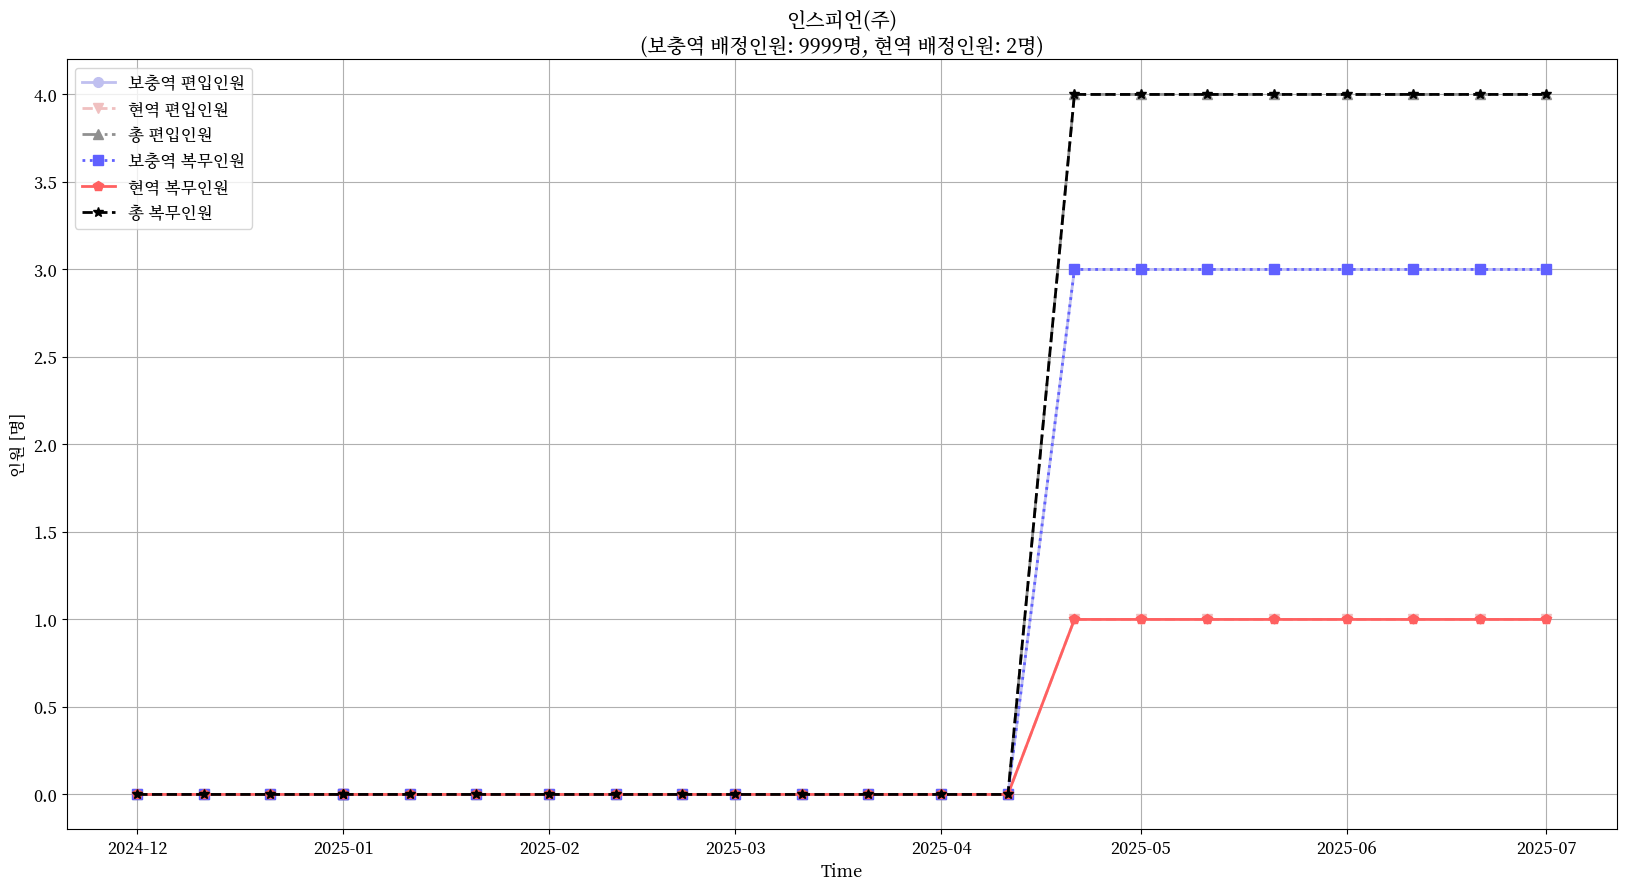 인스피언(주)
(보충역 배정인원: 9999명, 현역 배정인원: 2명)
보충역 편입인원
현역 편입인원
총 편입인원
보충역 복무인원
현역 복무인원
총 복무인원
인원 [명]
4.0
3.5
3.0
2.5
2.0
1.5
1.0
0.5
0.0
2024-12 2025-01 2025-02 2025-03 2025-04 2025-05 2025-06 2025-07
Time